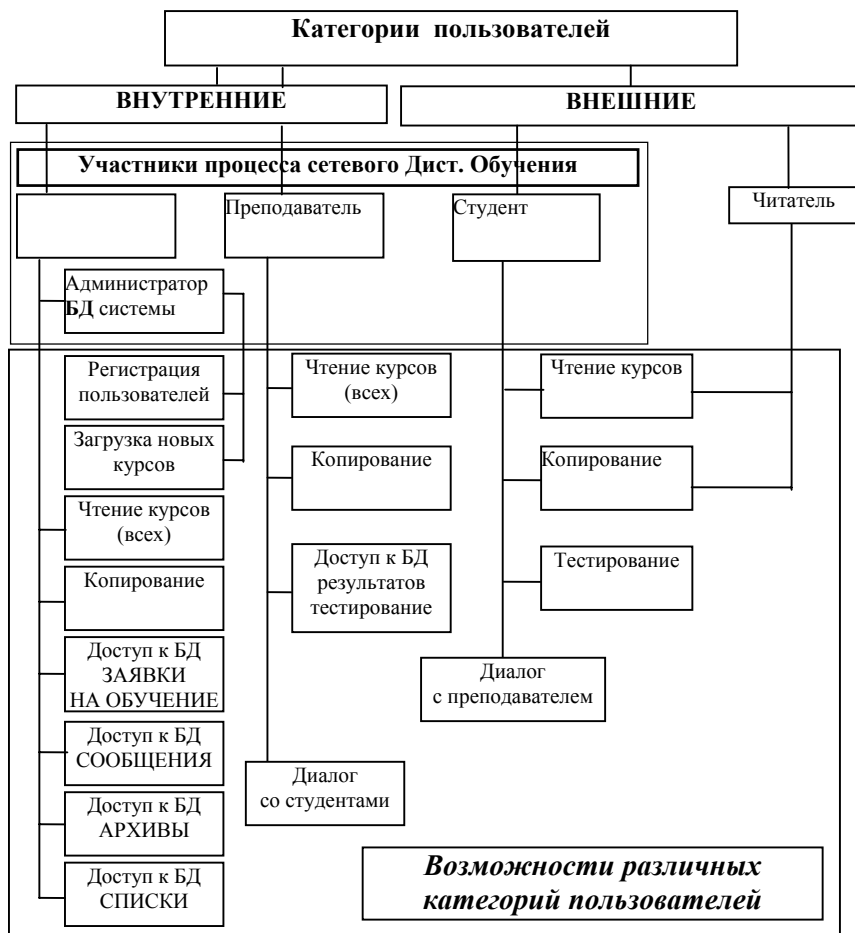 Категории пользователей
ВНУТРЕННИЕ
ВНЕШНИЕ
Участники процесса сетевого Дист. Обучения
Преподаватель
Студент
Читатель
Администратор
БД системы
Регистрация
пользователей
Загрузка новых
курсов
Чтение курсов
(всех)
Копирование
Доступ к БД
ЗАЯВКИ
НА ОБУЧЕНИЕ
Доступ к БД
СООБЩЕНИЯ
Доступ к БД
АРХИВЫ
Доступ к БД
СПИСКИ
Чтение курсов
(всех)
Копирование
Доступ к БД
результатов
тестирование
Диалог
со студентами
Чтение курсов
Копирование
Тестирование
Диалог
с преподавателем
Возможности различных
категорий пользователей